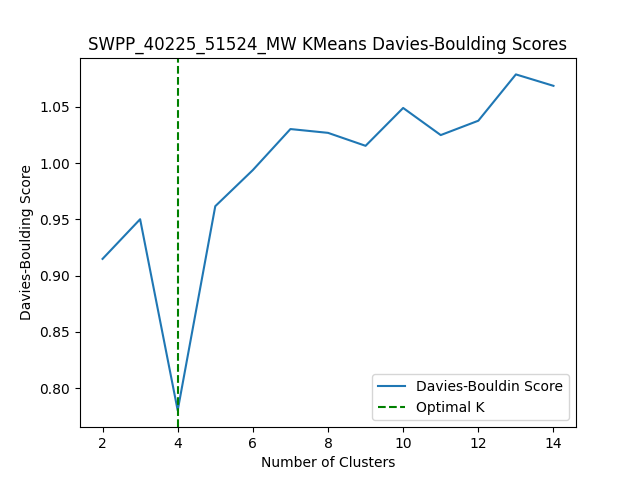 SWPP_40225_51524_MW KMeans Davies-Boulding Scores
Davies-Boulding Score
1.05
1.00
0.95
0.90
0.85
0.80
Davies-Bouldin Score
Optimal K
2
4
6
8
10
12
14
Number of Clusters